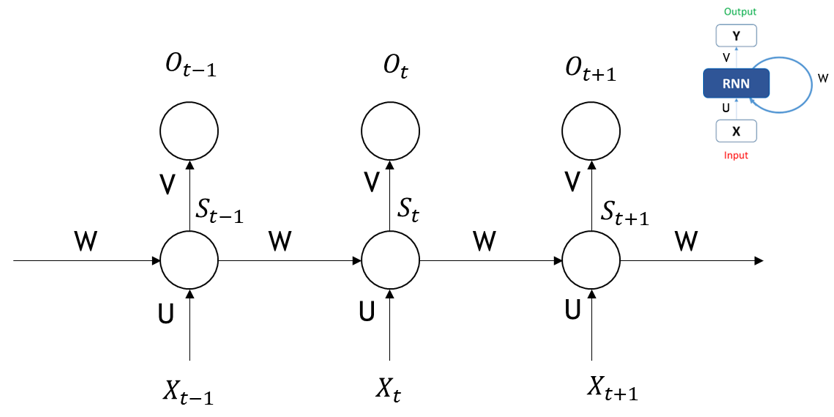 Output
Y
V
RNN
W
U
X
Input
O_{t-1} O_t O_{t+1}
V V V
S_{t-1} S_t S_{t+1}
W W W W
U U U
X_{t-1} X_t X_{t+1}